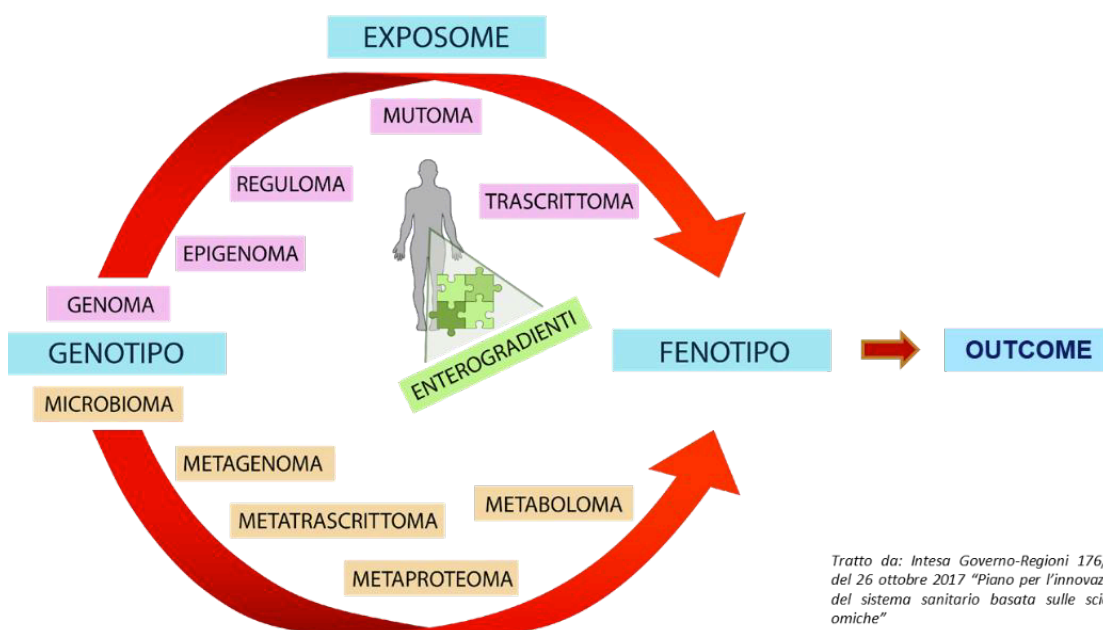 EXPOSOME
MUTOMA
REGULOMA
TRASCRITTOMA
EPIGENOMA
GENOMA
GENOTIPO
MICROBIOMA
ENTEROGRADIENTI
FENOTIPO
OUTCOME
METAGENOMA
METATRASCRITTOMA
METABOLOMA
METAPROTEOMA
Tratto da: Intesa Governo-Regioni 176,
del 26 ottobre 2017 “Piano per l’innovaz
del sistema sanitario basata sulle sci
omiche”